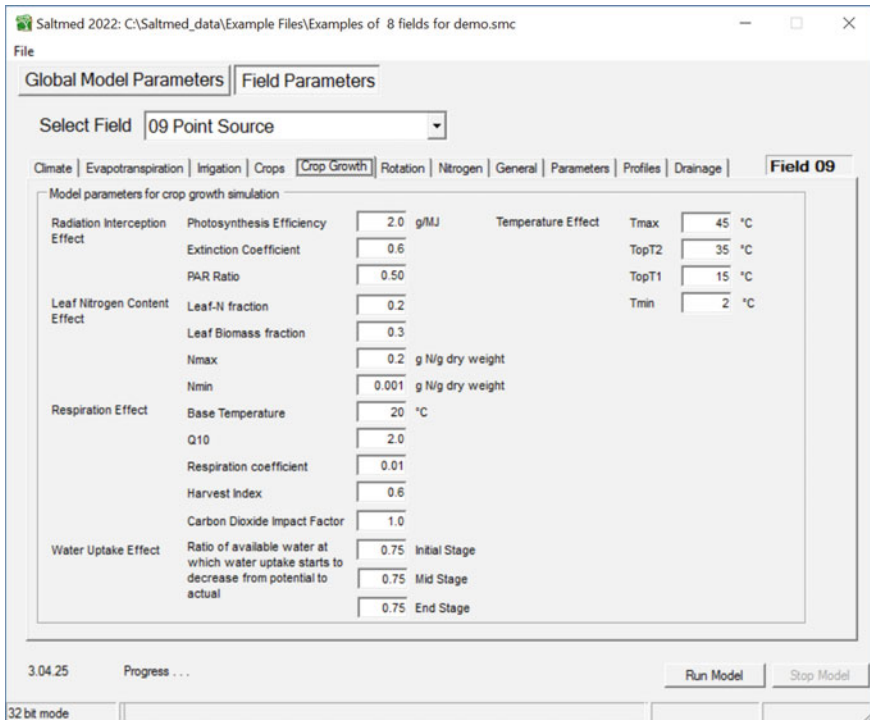 Saltmed 2022: C:\Saltmed_data\Example Files\Examples of 8 fields for demo.smc
File
Global Model Parameters Field Parameters
Select Field 09 Point Source
Climate Evapotranspiration Irrigation Crops Crop Growth Rotation Nitrogen General Parameters Profiles Drainage Field 09
Model parameters for crop growth simulation
Radiation Interception Effect Photosynthesis Efficiency 2.0 g/MJ Temperature Effect Tmax 45 °C
Extinction Coefficient 0.6 TopT2 35 °C
PAR Ratio 0.50 TopT1 15 °C
Leaf Nitrogen Content Effect Leaf-N fraction 0.2 Tmin 2 °C
Leaf Biomass fraction 0.3
Nmax 0.2 g N/g dry weight
Nmin 0.001 g N/g dry weight
Respiration Effect Base Temperature 20 °C
Q10 2.0
Respiration coefficient 0.01
Harvest Index 0.6
Carbon Dioxide Impact Factor 1.0
Water Uptake Effect Ratio of available water at which water uptake starts to decrease from potential to actual 0.75 Initial Stage
0.75 Mid Stage
0.75 End Stage
3.04.25 Progress . . . Run Model Stop Model
32 bit mode